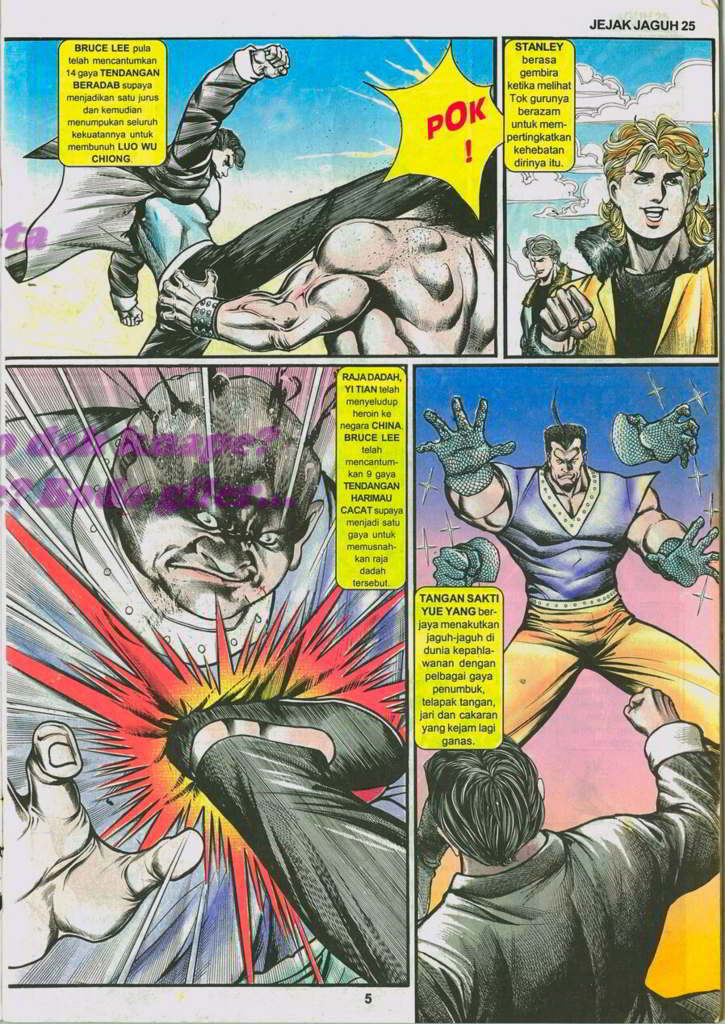 JEJAK JAGUH 25
BRUCE LEE pula
telah mencantumkan
14 gaya TENDANGAN
BERADAB supaya
menjadikan satu jurus
dan kemudian
menumpukan seluruh
kekuatannya untuk
membunuh LUO WU
CHIONG.
POK
!
STANLEY
berasa
gembira
ketika melihat
Tok gurunya
berazam
untuk mem-
pertingkatkan
kehebatan
dirinya itu.
RAJA DADAH,
YI TIAN telah
menyeludup
heroin ke
negara CHINA.
BRUCE LEE
telah
mencantum-
kan 9 gaya
TENDANGAN
HARIMAU
CACAT supaya
menjadi satu
gaya untuk
memusnah-
kan raja
dadah
tersebut.
TANGAN SAKTI
YUE YANG ber-
jaya menakutkan
jaguh-jaguh di
dunia kepahla-
wanan dengan
pelbagai gaya
penumbuk,
telapak tangan,
jari dan cakaran
yang kejam lagi
ganas.
5